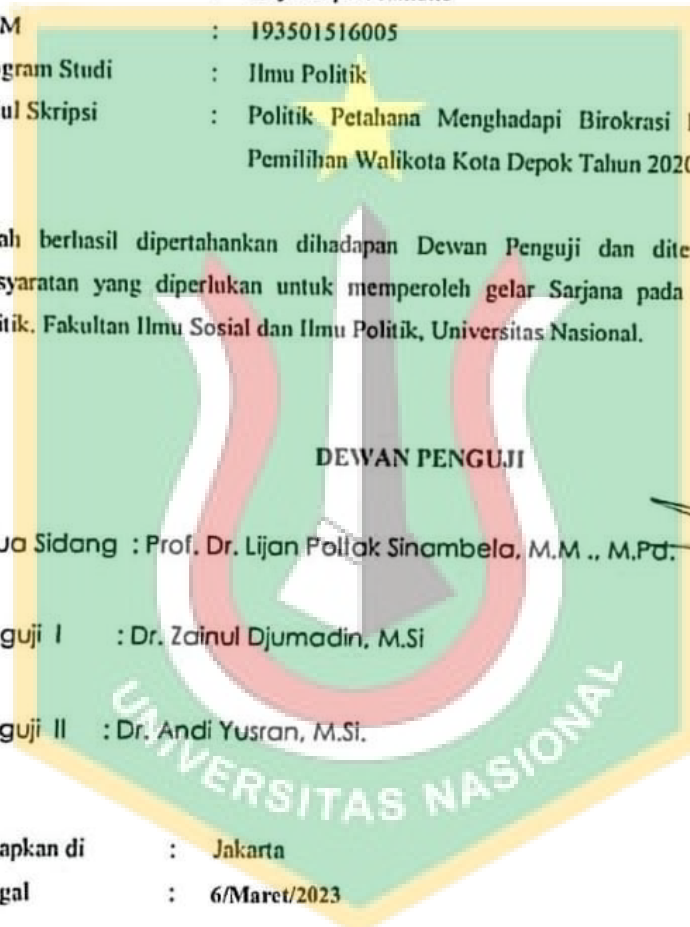 M : 193501516005
gram Studi : Ilmu Politik
ul Skripsi : Politik Petahana Menghadapi Birokrasi
Pemilihan Walikota Kota Depok Tahun 2020
ah berhasil dipertahankan dihadapan Dewan Penguji dan dite
syaratan yang diperlukan untuk memperoleh gelar Sarjana pada
itik. Fakultan Ilmu Sosial dan Ilmu Politik, Universitas Nasional.
DEWAN PENGUJI
ua Sidang : Prof. Dr. Lijan Poltak Sinambela, M.M ., M.Pd.
guji I : Dr. Zainul Djumadin, M.Si
guji II : Dr. Andi Yusran, M.Si.
UNIVERSITAS NASIONAL
apkan di : Jakarta
gal : 6/Maret/2023